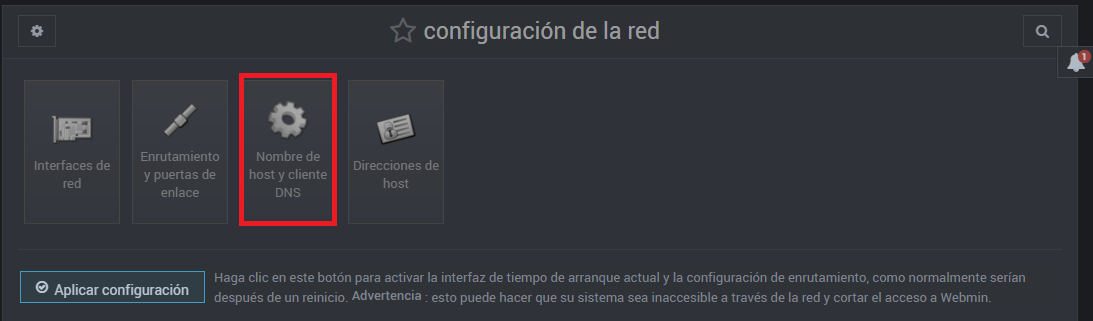 configuración de la red
1
Interfaces de
red
Enrutamiento
y puertas de
enlace
Nombre de
host y cliente
DNS
Direcciones de
host
Aplicar configuración
Haga clic en este botón para activar la interfaz de tiempo de arranque actual y la configuración de enrutamiento, como normalmente serían
después de un reinicio. Advertencia : esto puede hacer que su sistema sea inaccesible a través de la red y cortar el acceso a Webmin.